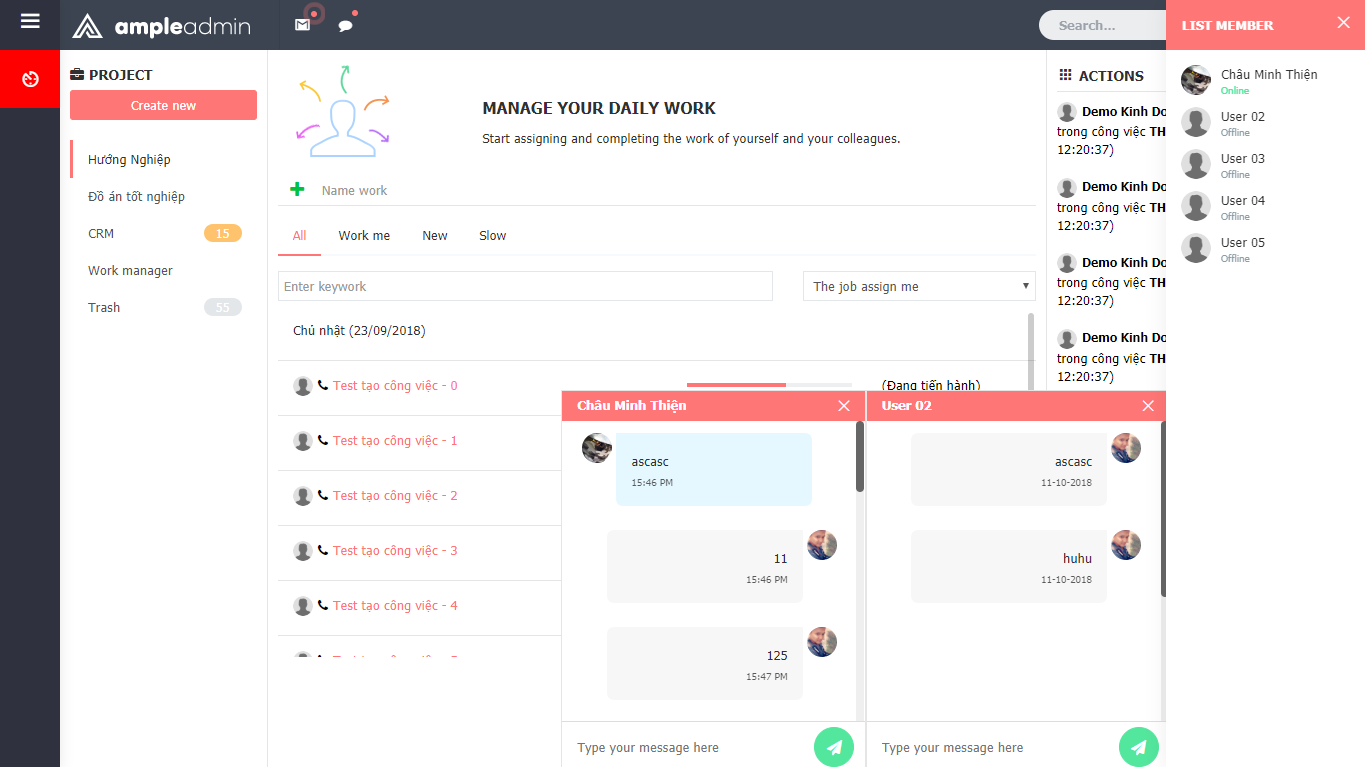 ampleadmin
Search...
LIST MEMBER
PROJECT
Create new
Hướng Nghiệp
Đồ án tốt nghiệp
CRM
15
Work manager
Trash
55
MANAGE YOUR DAILY WORK
Start assigning and completing the work of yourself and your colleagues.
Name work
All
Work me
New
Slow
Enter keywork
The job assign me
Chủ nhật (23/09/2018)
Test tạo công việc - 0
(Đang tiến hành)
Test tạo công việc - 1
Test tạo công việc - 2
Test tạo công việc - 3
Test tạo công việc - 4
ACTIONS
Demo Kinh Do
trong công việc TH
12:20:37)
Demo Kinh Do
trong công việc TH
12:20:37)
Demo Kinh Do
trong công việc TH
12:20:37)
Demo Kinh Do
trong công việc TH
12:20:37)
Châu Minh Thiện
Online
User 02
Offline
User 03
Offline
User 04
Offline
User 05
Offline
Châu Minh Thiện
ascasc
15:46 PM
11
15:46 PM
125
15:47 PM
Type your message here
User 02
ascasc
11-10-2018
huhu
11-10-2018
Type your message here